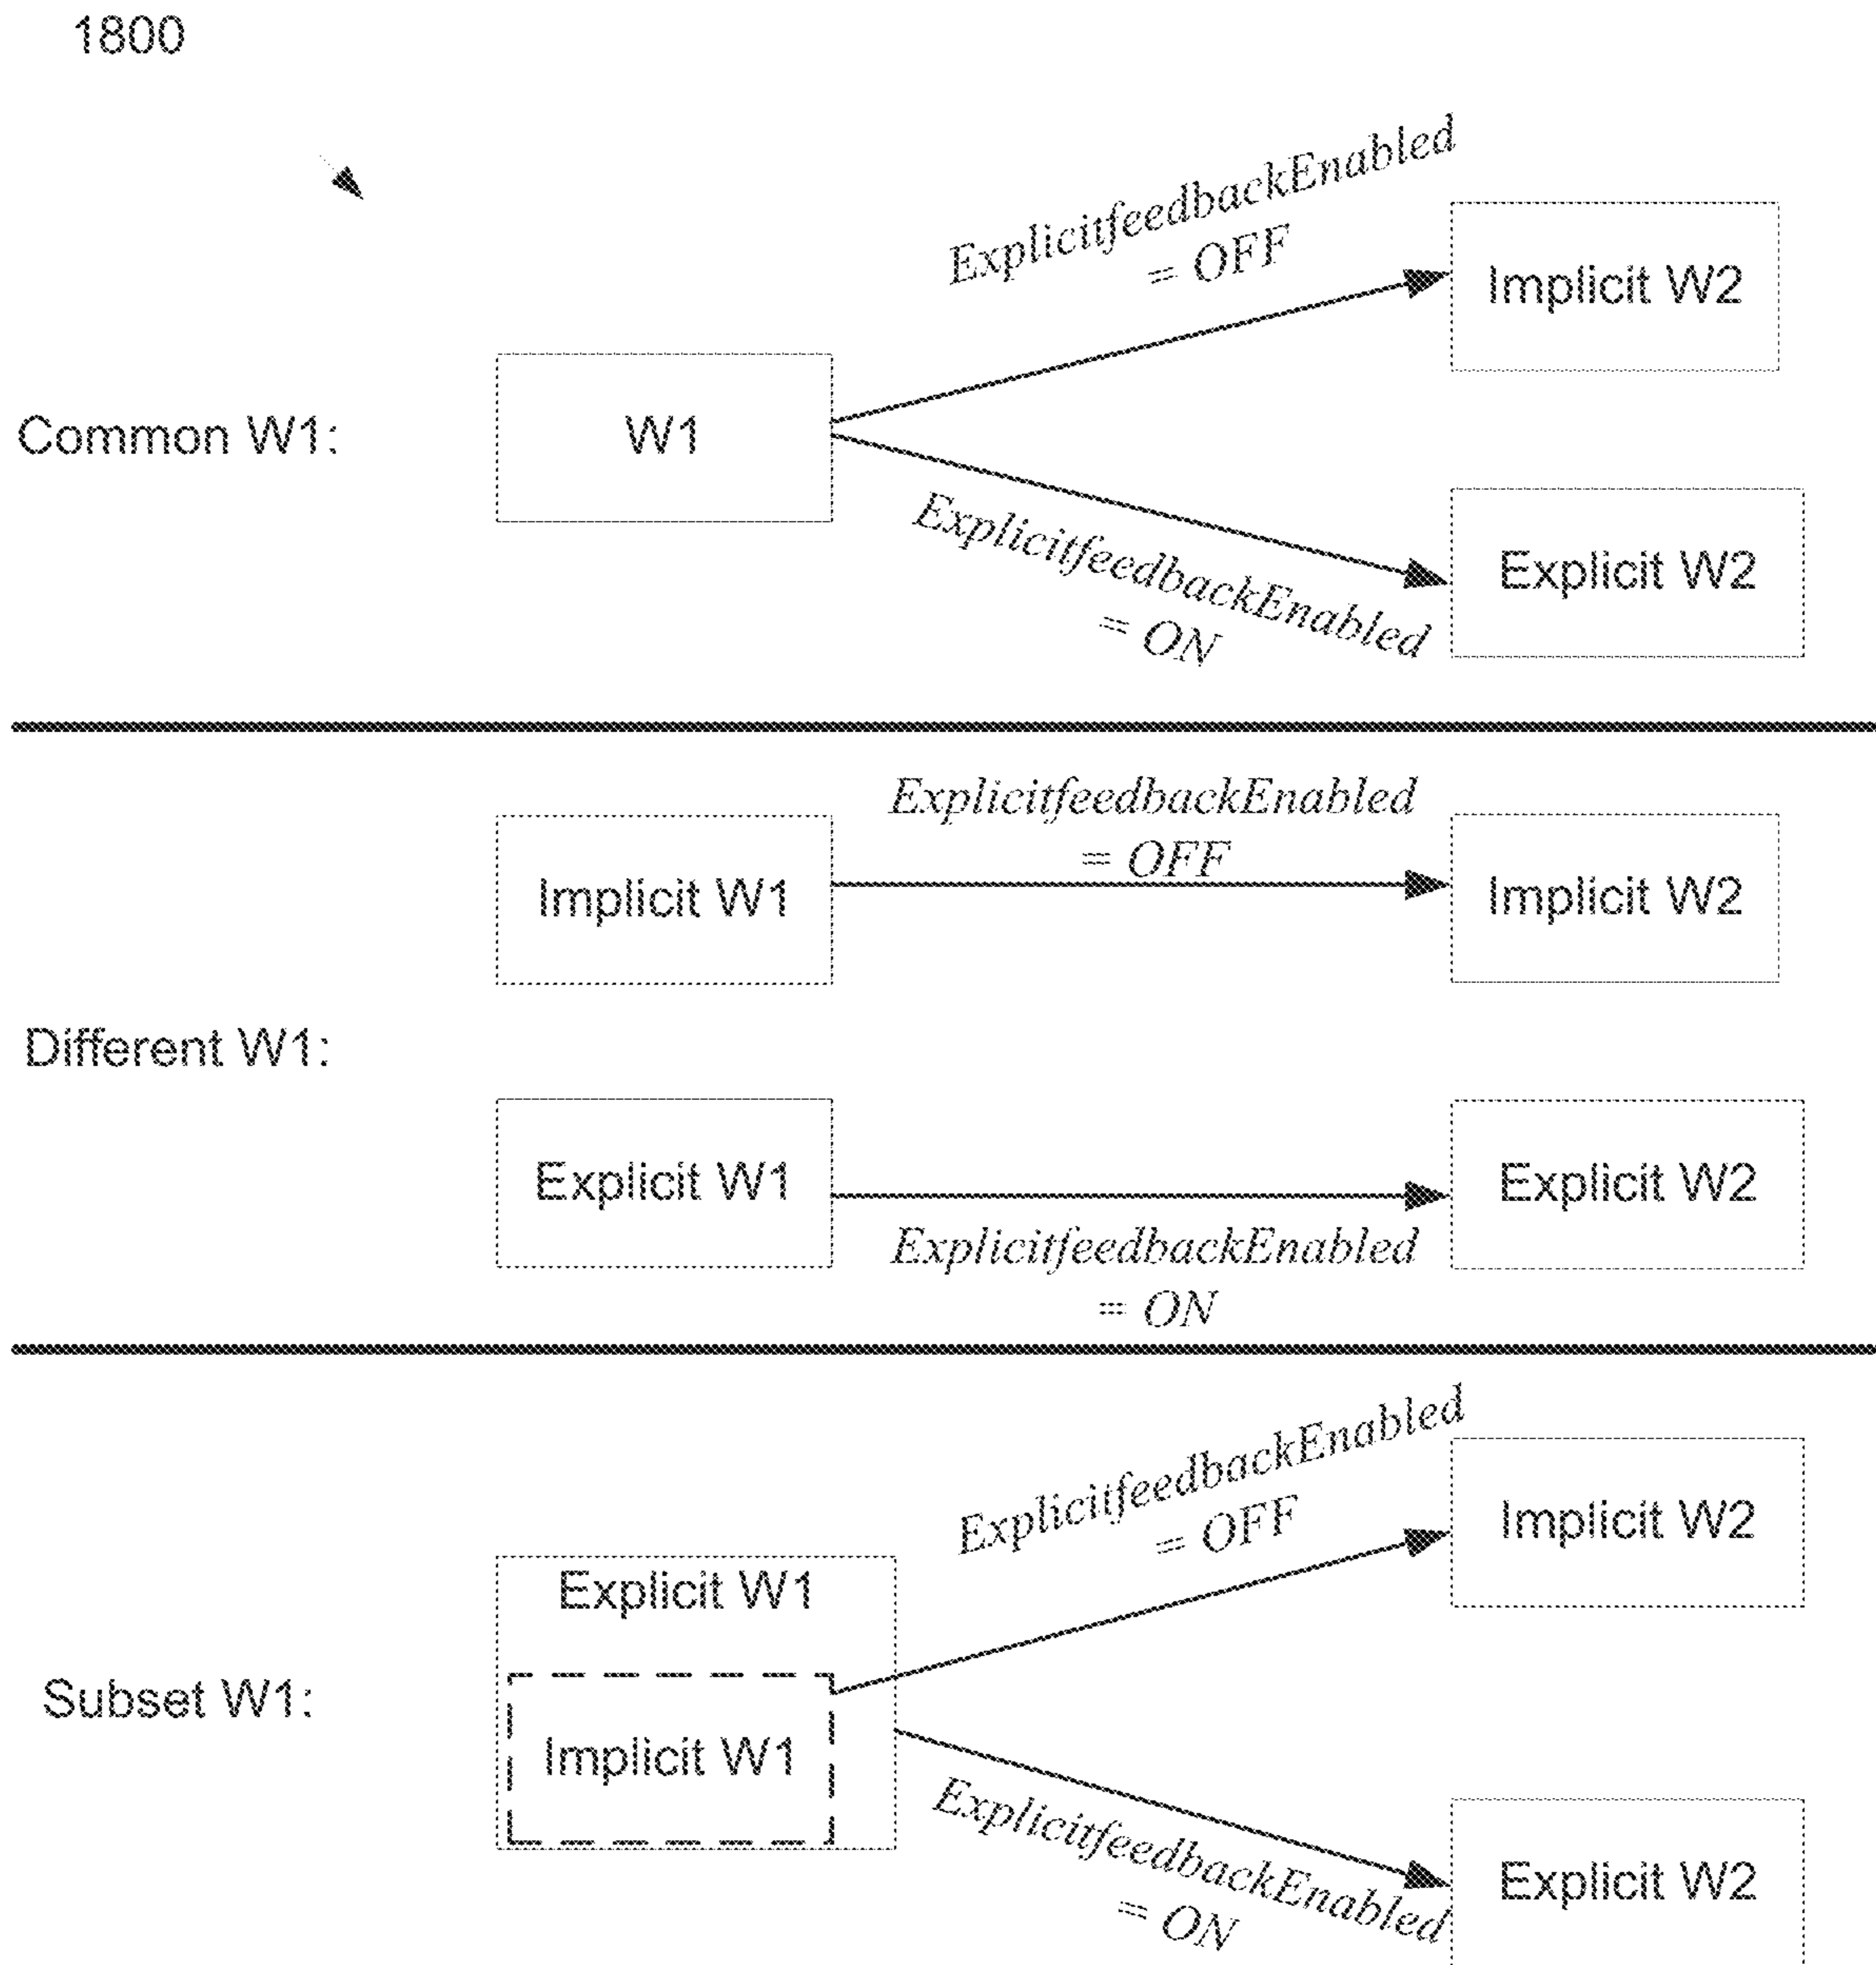 1800
ExplicitfeedbackEnabled
= OFF
Implicit W2
Common W1:
W1
Explicit W2
ExplicitfeedbackEnabled
= ON
ExplicitfeedbackEnabled
= OFF
Implicit W1
Implicit W2
Different W1:
Explicit W1
Explicit W2
ExplicitfeedbackEnabled
= ON
ExplicitfeedbackEnabled
= OFF
Implicit W2
Explicit W1
Subset W1:
Implicit W1
ExplicitfeedbackEnabled
= ON
Explicit W2